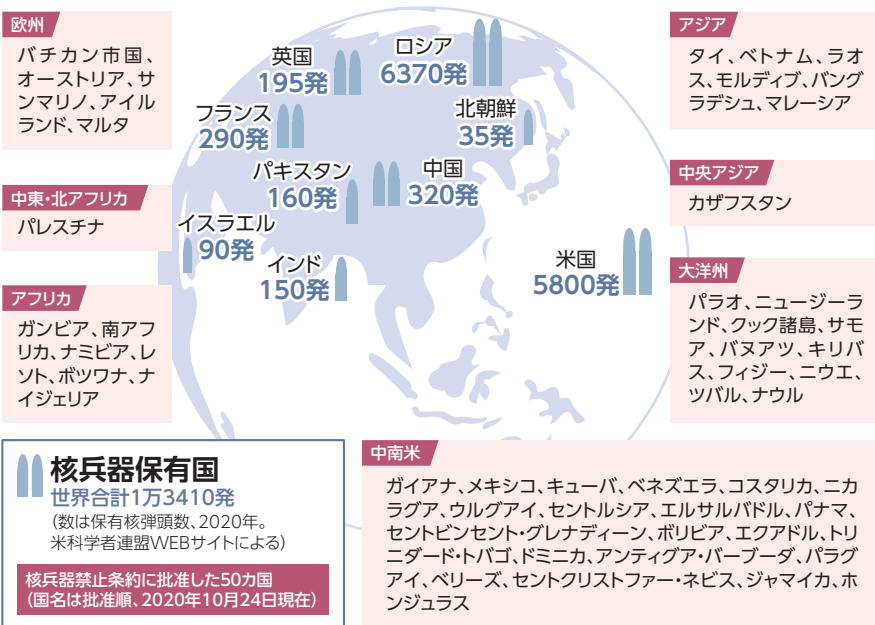 欧州
バチカン市国、
オーストリア、サ
ンマリノ、アイル
ランド、マルタ
中東・北アフリカ
パレスチナ
アフリカ
ガンビア、南アフ
リカ、ナミビア、レ
ソト、ボツワナ、ナ
イジェリア
英国
195発
ロシア
6370発
フランス
290発
北朝鮮
35発
パキスタン
160発
中国
320発
イスラエル
90発
インド
150発
米国
5800発
アジア
タイ、ベトナム、ラオ
ス、モルディブ、バング
ラデシュ、マレーシア
中央アジア
カザフスタン
大洋州
パラオ、ニュージーラ
ンド、クック諸島、サモ
ア、バヌアツ、キリバ
ス、フィジー、ニウエ、
ツバル、ナウル
核兵器保有国
世界合計1万3410発
(数は保有核弾頭数、2020年。
米科学者連盟WEBサイトによる)
核兵器禁止条約に批准した50カ国
(国名は批准順、2020年10月24日現在)
中南米
ガイアナ、メキシコ、キューバ、ベネズエラ、コスタリカ、ニカ
ラグア、ウルグアイ、セントルシア、エルサルバドル、パナマ、
セントビンセント・グレナディーン、ボリビア、エクアドル、トリ
ニダード・トバゴ、ドミニカ、アンティグア・バーブーダ、パラグ
アイ、ベリーズ、セントクリストファー・ネビス、ジャマイカ、ホ
ンジュラス